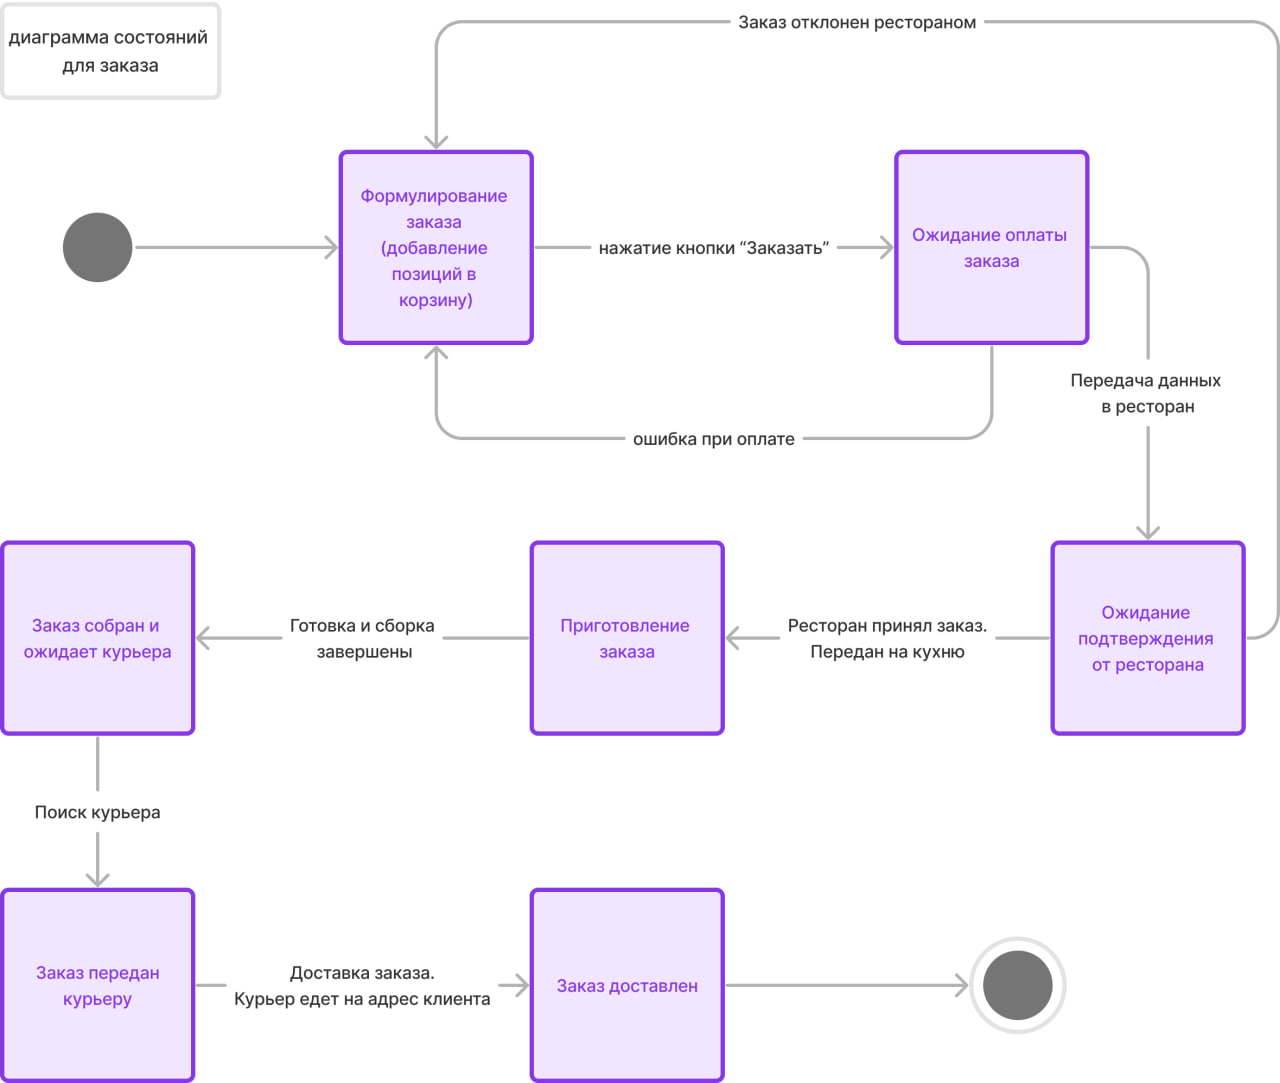 диаграмма состояний
для заказа
Заказ отклонен рестораном
Формулирование
заказа
(добавление
позиций в
корзину)
нажатие кнопки “Заказать”
Ожидание оплаты
заказа
Передача данных
в ресторан
ошибка при оплате
Заказ собран и
ожидает курьера
Готовка и сборка
завершены
Приготовление
заказа
Ресторан принял заказ.
Передан на кухню
Ожидание
подтверждения
от ресторана
Поиск курьера
Заказ передан
курьеру
Доставка заказа.
Курьер едет на адрес клиента
Заказ доставлен